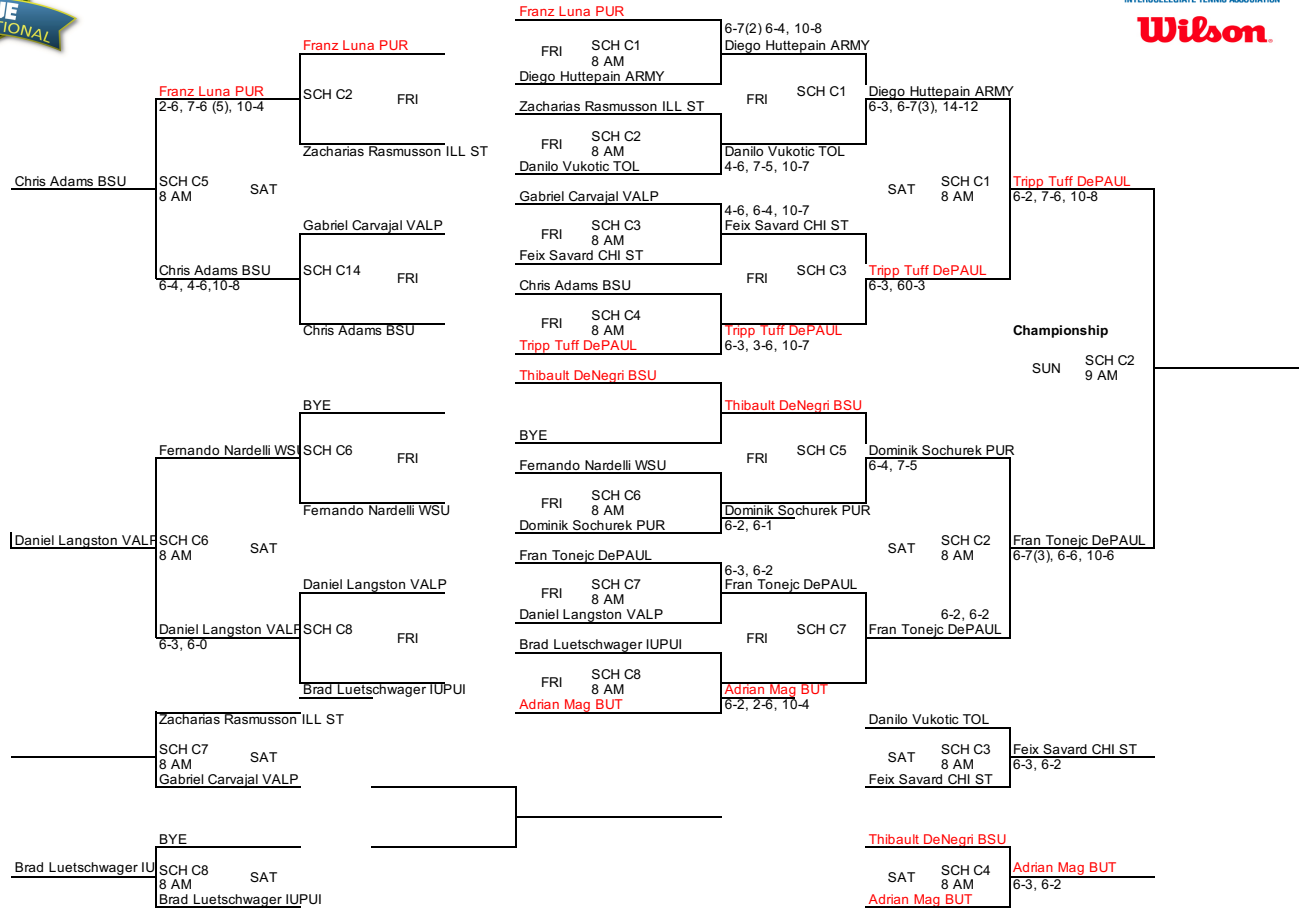 UE
TIONAL
INTERCOLLEGIATE TENNIS ASSOCIATION
Wilson.
Franz Luna PUR
6-7(2) 6-4, 10-8
FRI
SCH C1
8 AM
Franz Luna PUR
Diego Huttepain ARMY
Diego Huttepain ARMY
Franz Luna PUR
2-6, 7-6 (5), 10-4
SCH C2
FRI
FRI
SCH C1
Diego Huttepain ARMY
6-3, 6-7(3), 14-12
Zacharias Rasmusson ILL ST
FRI
SCH C2
8 AM
Zacharias Rasmusson ILL ST
Danilo Vukotic TOL
Danilo Vukotic TOL
4-6, 7-5, 10-7
Chris Adams BSU
SCH C5
8 AM
SAT
SAT
SCH C1
8 AM
Tripp Tuff DePAUL
6-2, 7-6, 10-8
Gabriel Carvajal VALP
4-6, 6-4, 10-7
Gabriel Carvajal VALP
FRI
SCH C3
8 AM
Feix Savard CHI ST
Feix Savard CHI ST
Chris Adams BSU
6-4, 4-6,10-8
SCH C14
FRI
FRI
SCH C3
Tripp Tuff DePAUL
6-3, 60-3
Chris Adams BSU
FRI
SCH C4
8 AM
Chris Adams BSU
Tripp Tuff DePAUL
Tripp Tuff DePAUL
6-3, 3-6, 10-7
Championship
SUN
SCH C2
9 AM
Thibault DeNegri BSU
BYE
Thibault DeNegri BSU
BYE
Fernando Nardelli WSU
SCH C6
FRI
FRI
SCH C5
Dominik Sochurek PUR
6-4, 7-5
Fernando Nardelli WSU
FRI
SCH C6
8 AM
Fernando Nardelli WSU
Dominik Sochurek PUR
Dominik Sochurek PUR
6-2, 6-1
Daniel Langston VALP
SCH C6
8 AM
SAT
SAT
SCH C2
8 AM
Fran Tonejc DePAUL
6-7(3), 6-6, 10-6
Fran Tonejc DePAUL
6-3, 6-2
Daniel Langston VALP
FRI
SCH C7
8 AM
Fran Tonejc DePAUL
Daniel Langston VALP
6-2, 6-2
Daniel Langston VALP
6-3, 6-0
SCH C8
FRI
FRI
SCH C7
Fran Tonejc DePAUL
Brad Luetschwager IUPUI
FRI
SCH C8
8 AM
Brad Luetschwager IUPUI
Adrian Mag BUT
Adrian Mag BUT
6-2, 2-6, 10-4
Zacharias Rasmusson ILL ST
Danilo Vukotic TOL
SCH C7
8 AM
SAT
SAT
SCH C3
8 AM
Feix Savard CHI ST
6-3, 6-2
Gabriel Carvajal VALP
Feix Savard CHI ST
BYE
Thibault DeNegri BSU
Brad Luetschwager IU
SCH C8
8 AM
SAT
SAT
SCH C4
8 AM
Adrian Mag BUT
6-3, 6-2
Brad Luetschwager IUPUI
Adrian Mag BUT